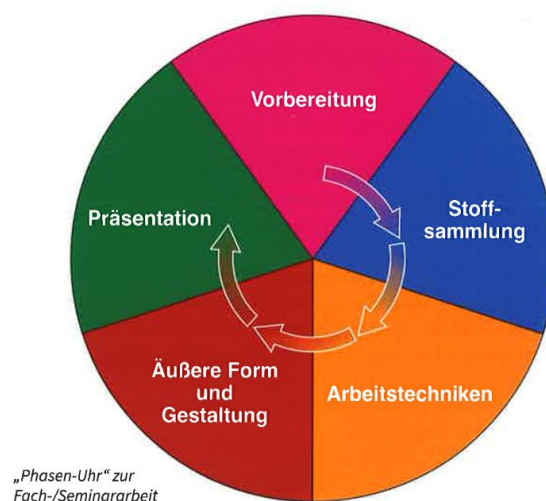 Vorbereitung
Stoff-
sammlung
Arbeitstechniken
Äußere Form
und
Gestaltung
Präsentation
„Phasen-Uhr“ zur
Fach-/Seminararbeit